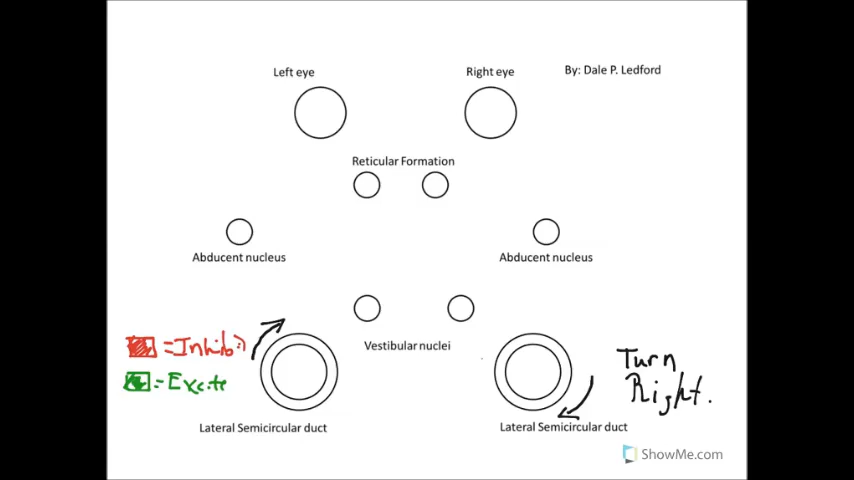 Left eye
Right eye
By: Dale P. Ledford
Reticular Formation
Abducent nucleus
Abducent nucleus
Vestibular nuclei
=Inhib
=Excite
Turn
Right.
Lateral Semicircular duct
Lateral Semicircular duct
ShowMe.com